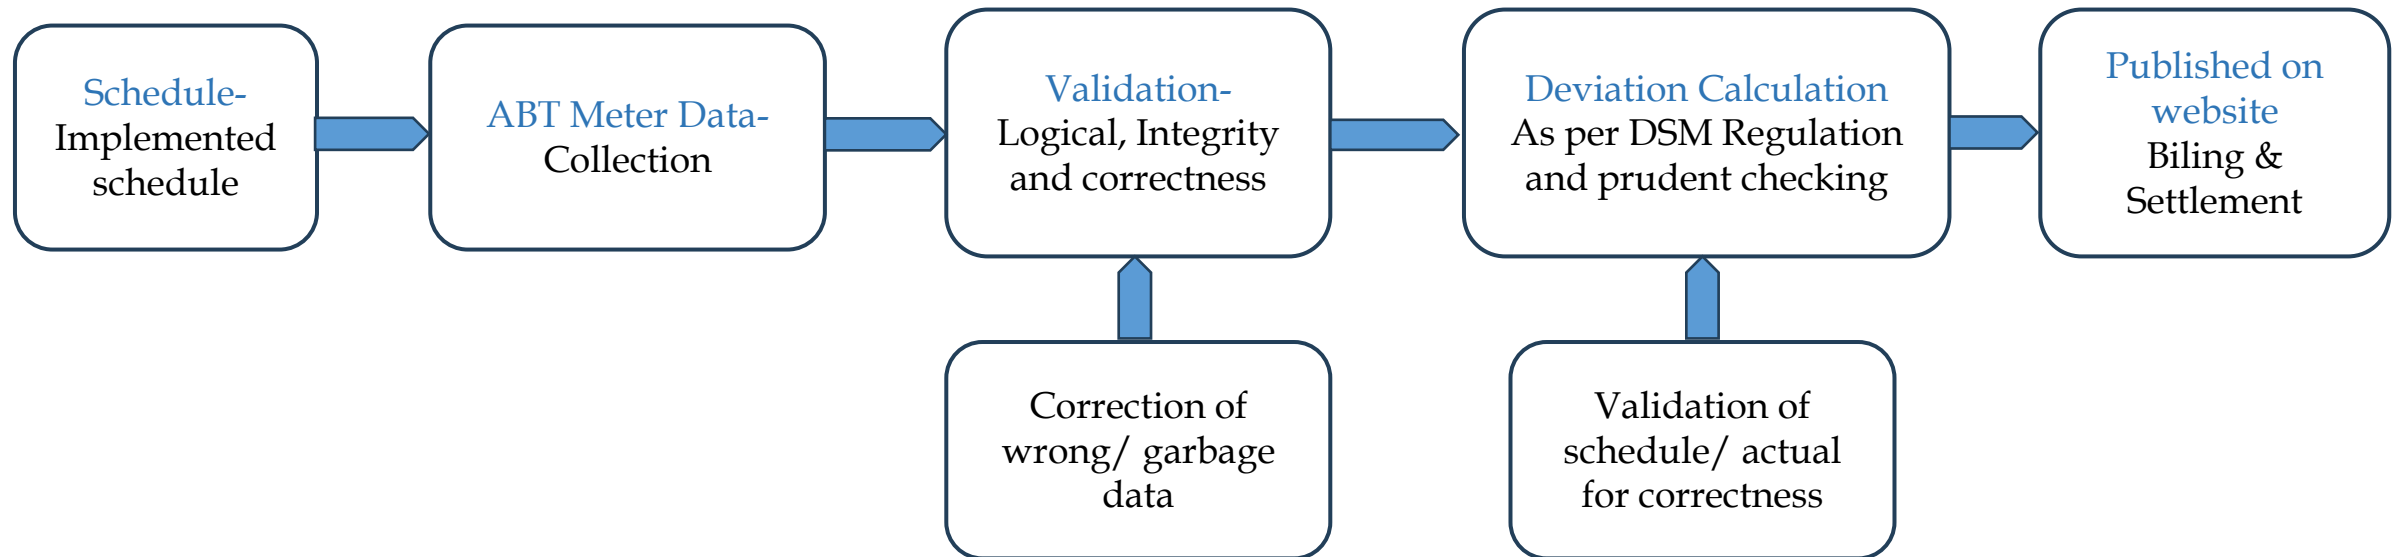 Schedule-
Implemented
schedule
ABT Meter Data-
Collection
Validation-
Logical, Integrity
and correctness
Deviation Calculation
As per DSM Regulation
and prudent checking
Published on
website
Biling &
Settlement
Correction of
wrong/ garbage
data
Validation of
schedule/ actual
for correctness